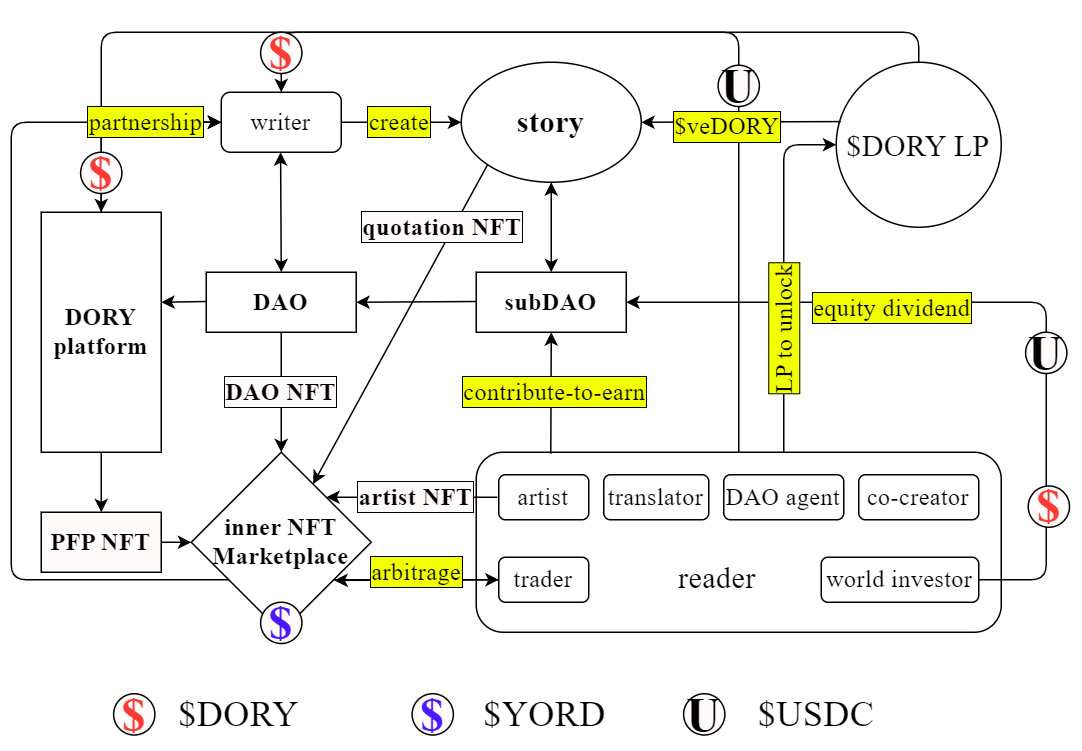 $
U
partnership
writer
create
story
$veDORY
$DORY LP
$
quotation NFT
DORY
platform
DAO
subDAO
LP to unlock
equity dividend
U
DAO NFT
contribute-to-earn
artist NFT
artist
translator
DAO agent
co-creator
$
PFP NFT
inner NFT
Marketplace
arbitrage
trader
reader
world investor
$
$ $DORY
$ $YORD
U $USDC